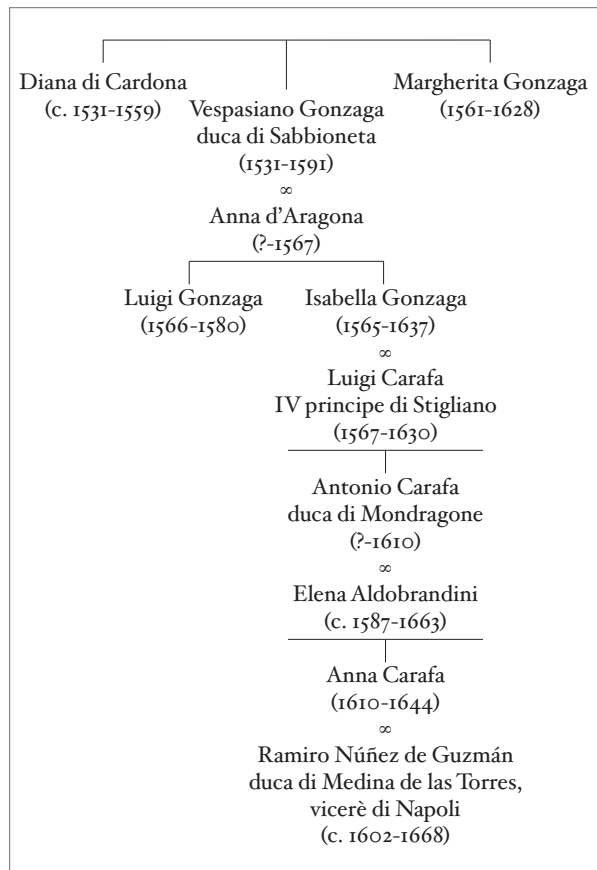 Diana di Cardona
(c. 1531-1559)
Vespasiano Gonzaga
duca di Sabbioneta
(1531-1591)
∞
Anna d’Aragona
(?-1567)
Margherita Gonzaga
(1561-1628)
Luigi Gonzaga
(1566-1580)
Isabella Gonzaga
(1565-1637)
∞
Luigi Carafa
IV principe di Stigliano
(1567-1630)
Antonio Carafa
duca di Mondragone
(?-1610)
∞
Elena Aldobrandini
(c. 1587-1663)
Anna Carafa
(1610-1644)
∞
Ramiro Núñez de Guzmán
duca di Medina de las Torres,
vicerè di Napoli
(c. 1602-1668)